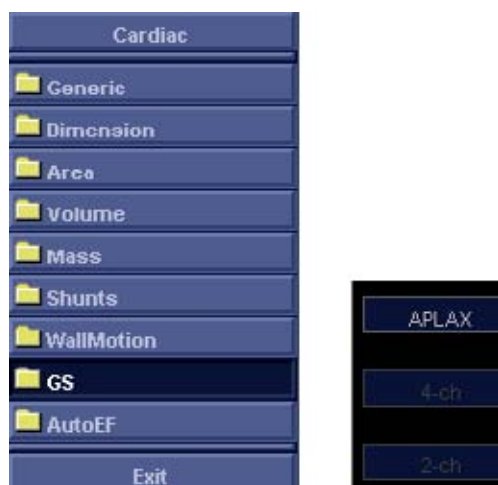 Cardiac
Generic
Dimension
Area
Volume
Mass
Shunts
WallMotion
GS
AutoEF
Exit
APLAX
4-ch
2-ch